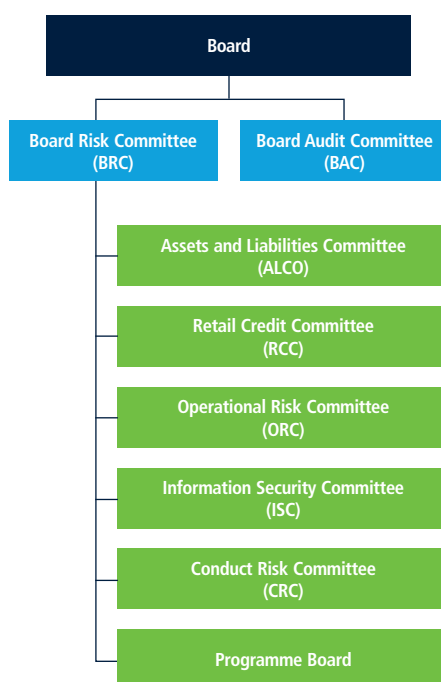 Board
Board Risk Committee
(BRC)
Board Audit Committee
(BAC)
Assets and Liabilities Committee
(ALCO)
Retail Credit Committee
(RCC)
Operational Risk Committee
(ORC)
Information Security Committee
(ISC)
Conduct Risk Committee
(CRC)
Programme Board